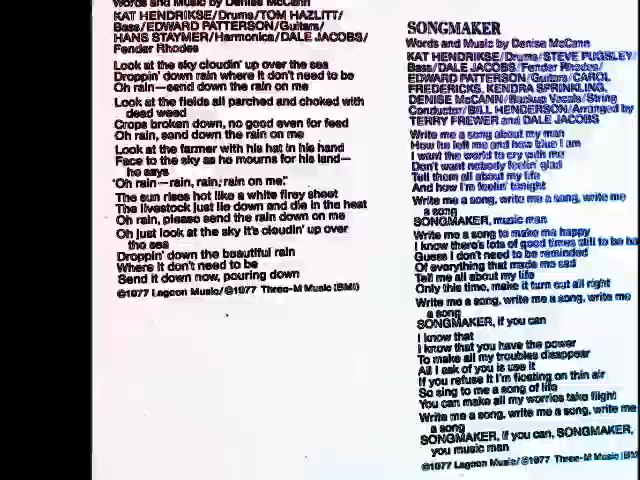 Words and Music by Denise McCann
KAT HENDRIKSE/Drums/TOM HAZLITT/
Bass/EDWARD PATTERSON/Guitars/
HANS STAYMER/Harmonica/DALE JACOBS/
Fender Rhodes
Look at the sky cloudin' up over the sea
Droppin' down rain where it don't need to be
Oh rain—send down the rain on me
Look at the fields all parched and choked with
dead weed
Crops broken down, no good even for feed
Oh rain, send down the rain on me
Look at the farmer with his hat in his hand
Face to the sky as he mourns for his land—
he says
"Oh rain—rain, rain, rain on me."
The sun rises hot like a white firey sheet
The livestock just lie down and die in the heat
Oh rain, please send the rain down on me
Oh just look at the sky it's cloudin' up over
the sea
Droppin' down the beautiful rain
Where it don't need to be
Send it down now, pouring down
©1977 Lagoon Music/©1977 Three-M Music (BMI)
SONGMAKER
Words and Music by Denise McCann
KAT HENDRIKSE/Drums/STEVE PUGSLEY/
Bass/DALE JACOBS/Fender Rhodes/
EDWARD PATTERSON/Guitars/CAROL
FREDERICKS, KENDRA SPRINKLING,
DENISE McCANN/Backup Vocals/String
Conductor/BILL HENDERSON/Arranged by
TERRY FREWER and DALE JACOBS
Write me a song about my man
How he left me and how blue I am
I want the world to cry with me
Don't want nobody feelin' glad
Tell them all about my life
And how I'm feelin' tonight
Write me a song, write me a song, write me
a song
SONGMAKER, music man
Write me a song to make me happy
I know there's lots of good times still to be ha
Guess I don't need to be reminded
Of everything that made me sad
Tell me all about my life
Only this time, make it turn out all right
Write me a song, write me a song, write me
a song
SONGMAKER, if you can
I know that
I know that you have the power
To make all my troubles disappear
All I ask of you is use it
If you refuse it I'm floating on thin air
So sing to me a song of life
You can make all my worries take flight
Write me a song, write me a song, write me
a song
SONGMAKER, if you can, SONGMAKER,
you music man
©1977 Lagoon Music/©1977 Three-M Music (BM